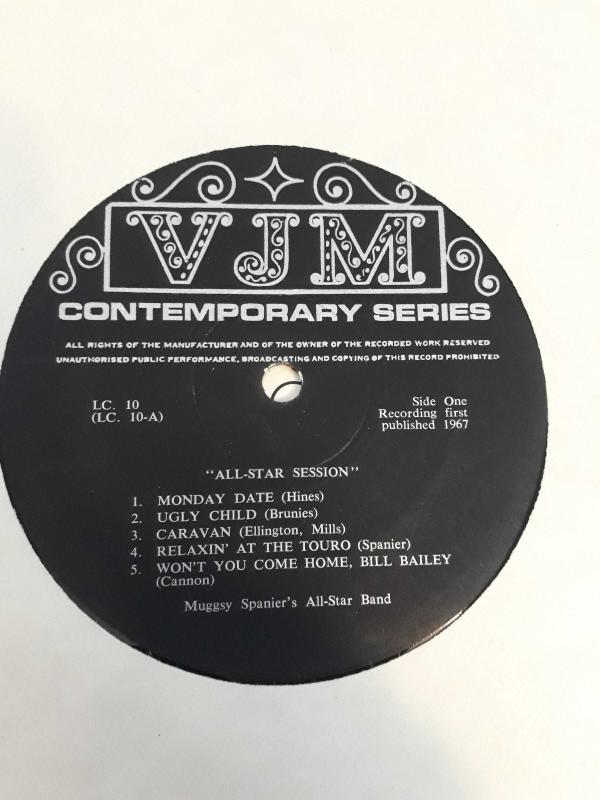 VJM
CONTEMPORARY SERIES
ALL RIGHTS OF THE MANUFACTURER AND OF THE OWNER OF THE RECORDED WORK RESERVED
UNAUTHORISED PUBLIC PERFORMANCE, BROADCASTING AND COPYING OF THIS RECORD PROHIBITED
LC. 10
(LC. 10-A)
Side One
Recording first
published 1967
"ALL-STAR SESSION"
1. MONDAY DATE (Hines)
2. UGLY CHILD (Brunies)
3. CARAVAN (Ellington, Mills)
4. RELAXIN' AT THE TOURO (Spanier)
5. WON'T YOU COME HOME, BILL BAILEY
(Cannon)
Muggsy Spanier's All-Star Band